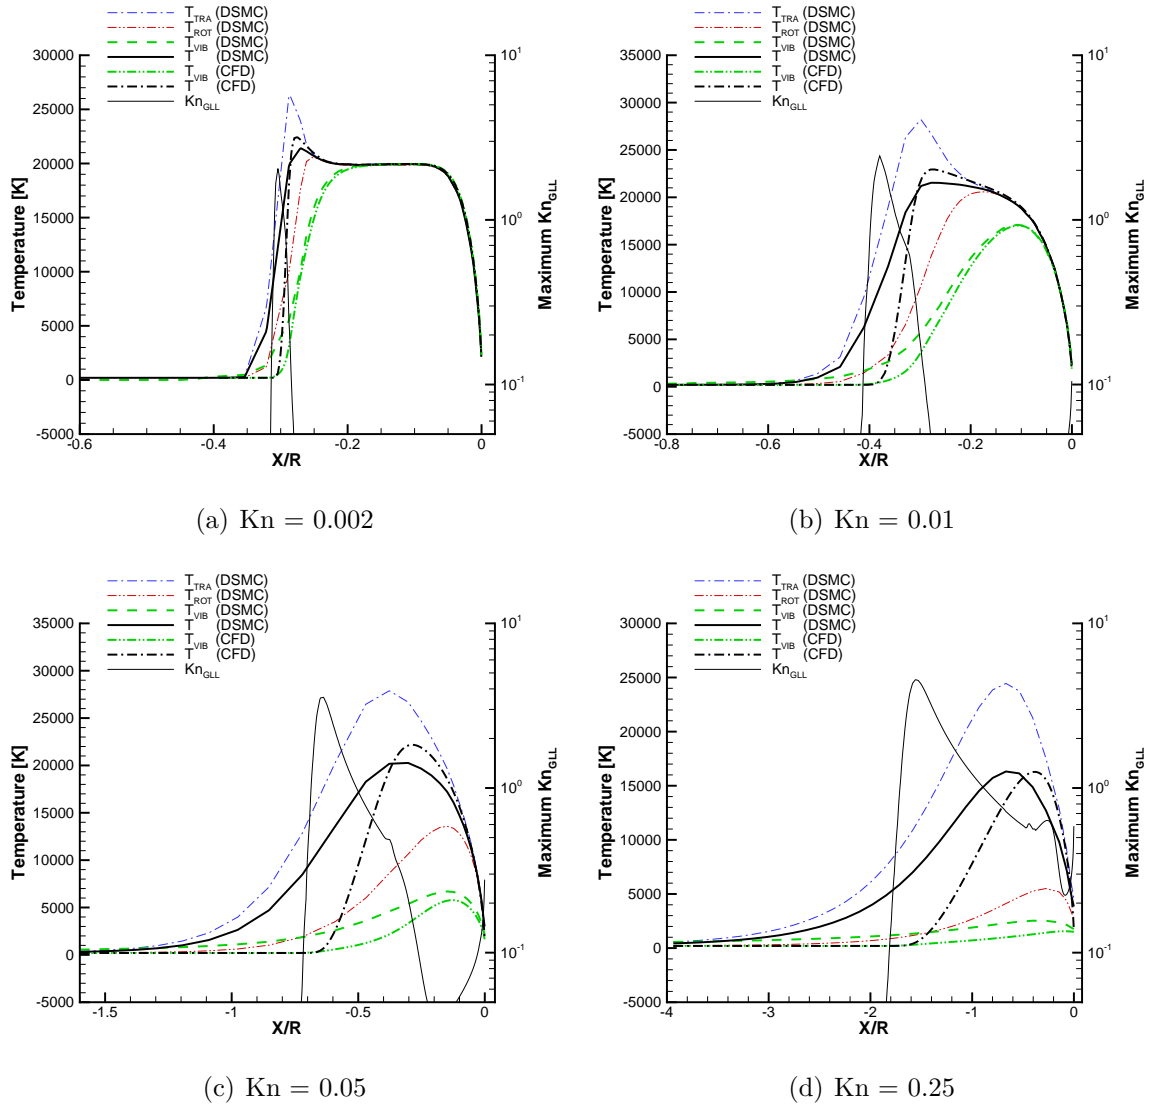 T_TRA (DSMC)
T_ROT (DSMC)
T_VIB (DSMC)
T (DSMC)
T_VIB (CFD)
T (CFD)
Kn_GLL
30000
25000
20000
15000
10000
5000
0
-5000
Temperature [K]
-0.6 -0.4 -0.2 0
X/R
10^1
10^0
10^-1
Maximum Kn_GLL
(a) Kn = 0.002
T_TRA (DSMC)
T_ROT (DSMC)
T_VIB (DSMC)
T (DSMC)
T_VIB (CFD)
T (CFD)
Kn_GLL
35000
30000
25000
20000
15000
10000
5000
0
-5000
Temperature [K]
-0.8 -0.6 -0.4 -0.2 0
X/R
10^1
10^0
10^-1
Maximum Kn_GLL
(b) Kn = 0.01
T_TRA (DSMC)
T_ROT (DSMC)
T_VIB (DSMC)
T (DSMC)
T_VIB (CFD)
T (CFD)
Kn_GLL
35000
30000
25000
20000
15000
10000
5000
0
-5000
Temperature [K]
-1.5 -1 -0.5 0
X/R
10^1
10^0
10^-1
Maximum Kn_GLL
(c) Kn = 0.05
T_TRA (DSMC)
T_ROT (DSMC)
T_VIB (DSMC)
T (DSMC)
T_VIB (CFD)
T (CFD)
Kn_GLL
30000
25000
20000
15000
10000
5000
0
-5000
Temperature [K]
-4 -3 -2 -1 0
X/R
10^1
10^0
10^-1
Maximum Kn_GLL
(d) Kn = 0.25